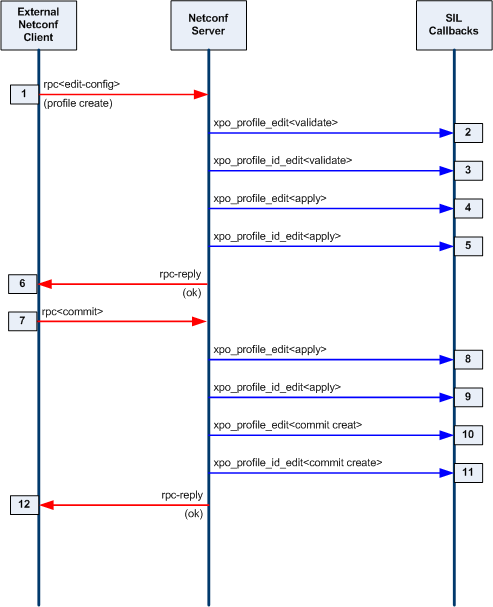 External
Netconf
Client
Netconf
Server
SIL
Callbacks
1
rpc<edit-config>
(profile create)
xpo_profile_edit<validate>
2
xpo_profile_id_edit<validate>
3
xpo_profile_edit<apply>
4
xpo_profile_id_edit<apply>
5
6
rpc-reply
(ok)
7
rpc<commit>
xpo_profile_edit<apply>
8
xpo_profile_id_edit<apply>
9
xpo_profile_edit<commit creat>
10
xpo_profile_id_edit<commit create>
11
12
rpc-reply
(ok)